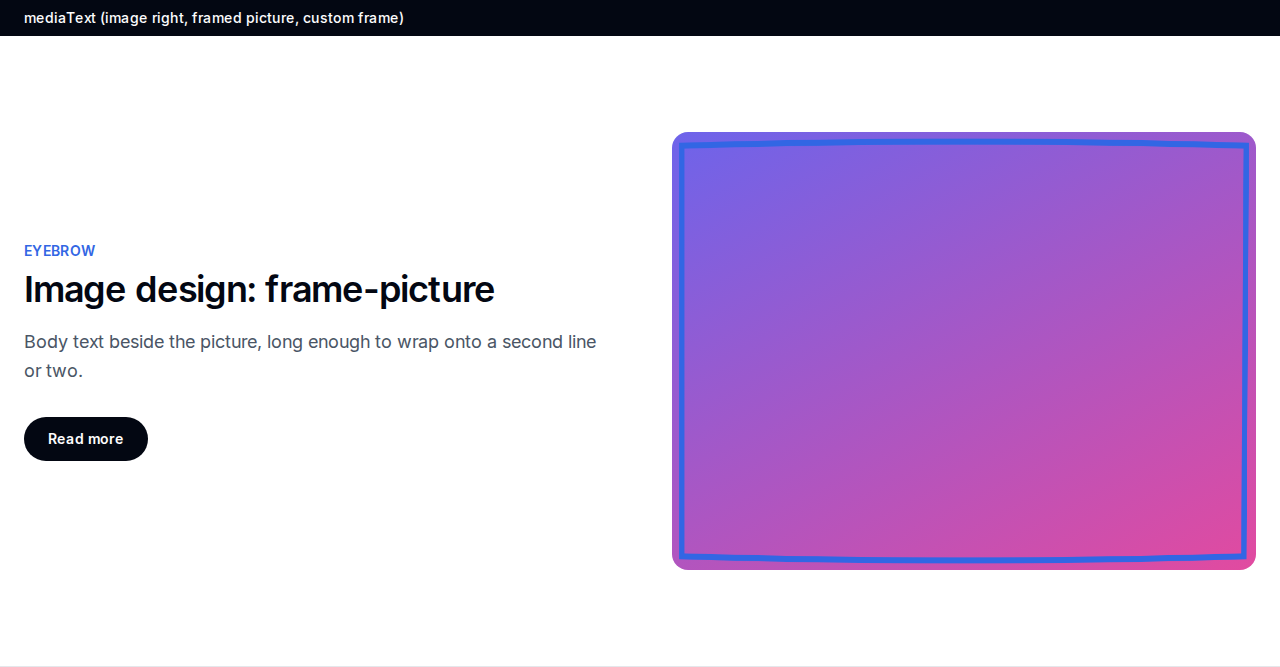 mediaText (image right, framed picture, custom frame)
EYEBROW
Image design: frame-picture
Body text beside the picture, long enough to wrap onto a second line
or two.
Read more